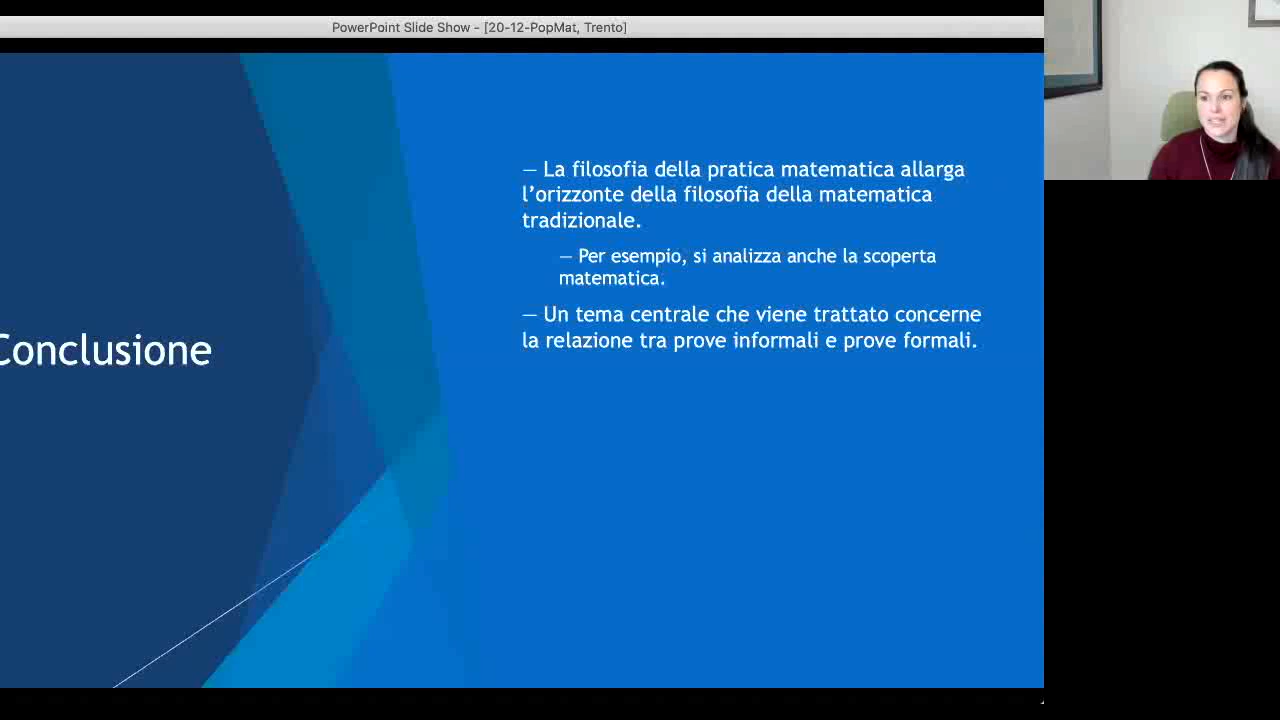 PowerPoint Slide Show - [20-12-PopMat, Trento]
— La filosofia della pratica matematica allarga
l’orizzonte della filosofia della matematica
tradizionale.
— Per esempio, si analizza anche la scoperta
matematica.
— Un tema centrale che viene trattato concerne
la relazione tra prove informali e prove formali.
Conclusione